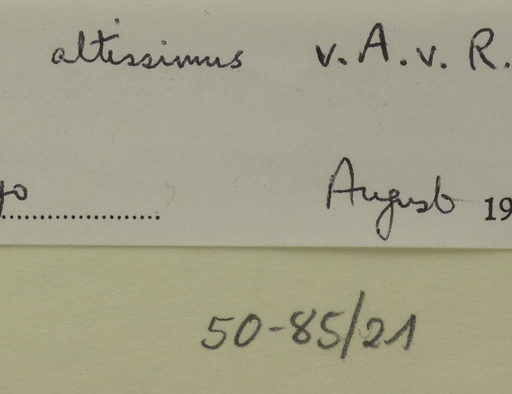 altissimus v. A. v. R.
August 19
50-85/21